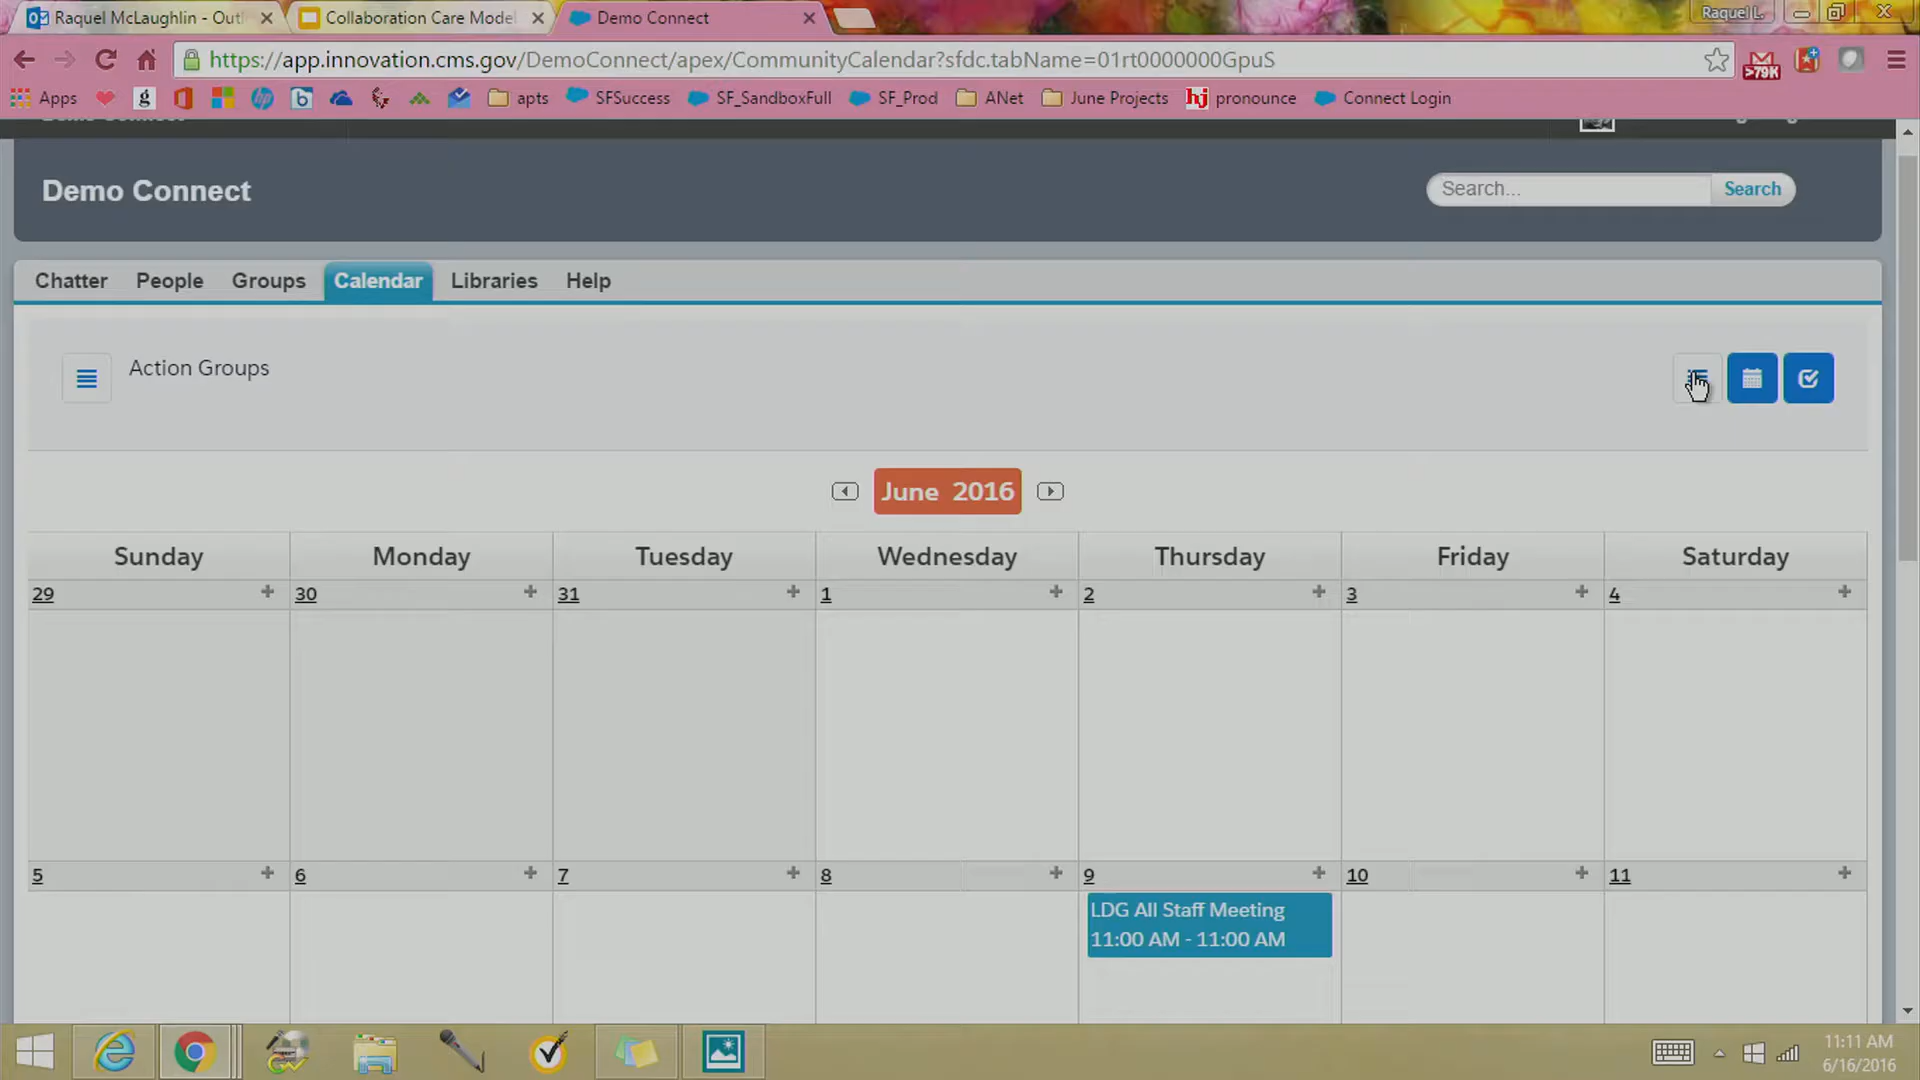 Raquel McLaughlin - Outl
Collaboration Care Model
Demo Connect
Raquel L.
https://app.innovation.cms.gov/DemoConnect/apex/CommunityCalendar?sfdc.tabName=01rt0000000GpuS
>79K
Apps
g
b
apts
SFSuccess
SF_SandboxFull
SF_Prod
ANet
June Projects
hj pronounce
Connect Login
Demo Connect
Search...
Search
Chatter
People
Groups
Calendar
Libraries
Help
Action Groups
June 2016
Sunday
Monday
Tuesday
Wednesday
Thursday
Friday
Saturday
29 +
30 +
31 +
1 +
2 +
3 +
4 +
5 +
6 +
7 +
8 +
9 +
10 +
11 +
LDG All Staff Meeting
11:00 AM - 11:00 AM
11:11 AM
6/16/2016